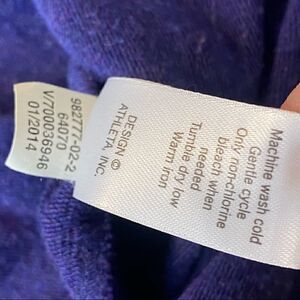 982777-02-2
64070
V700036946
01/2014
DESIGN ©
ATHLETA INC.
Machine wash cold
Gentle cycle
Only non-chlorine
bleach when
needed
Tumble dry low
Warm iron